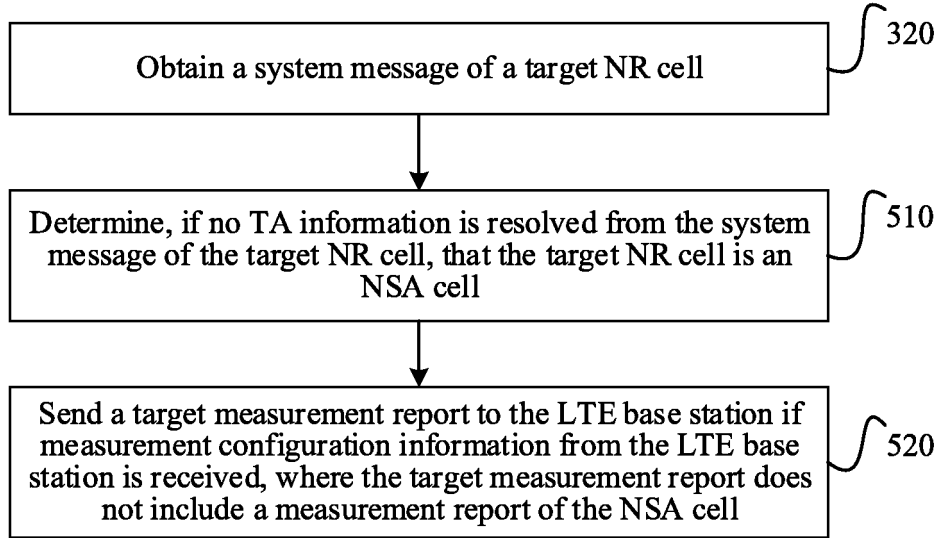 320
Obtain a system message of a target NR cell
510
Determine, if no TA information is resolved from the system
message of the target NR cell, that the target NR cell is an
NSA cell
520
Send a target measurement report to the LTE base station if
measurement configuration information from the LTE base
station is received, where the target measurement report does
not include a measurement report of the NSA cell